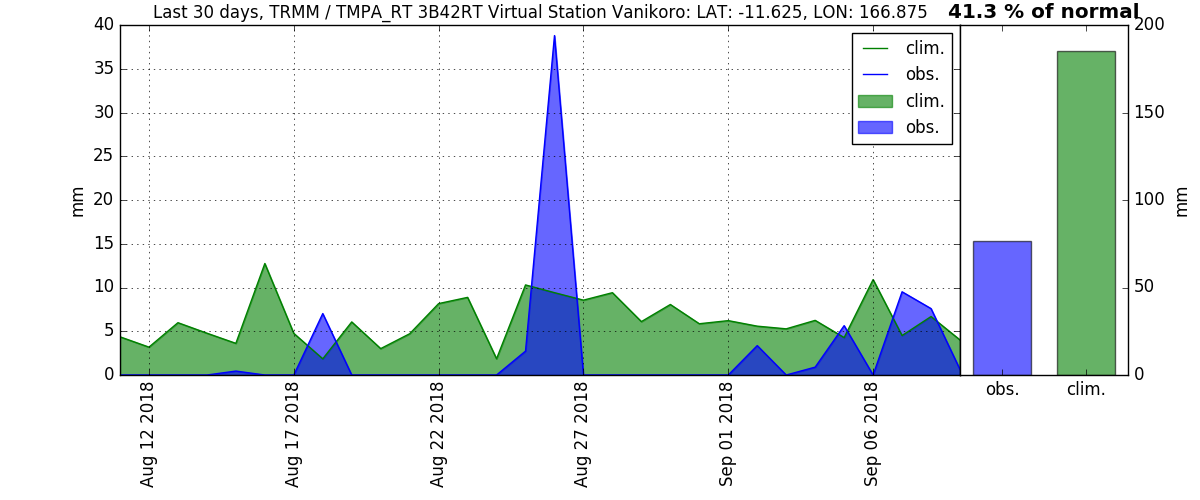 Last 30 days, TRMM / TMPA_RT 3B42RT Virtual Station Vanikoro: LAT: -11.625, LON: 166.875
41.3 % of normal
mm
40
35
30
25
20
15
10
5
0
clim.
obs.
clim.
obs.
Aug 12 2018
Aug 17 2018
Aug 22 2018
Aug 27 2018
Sep 01 2018
Sep 06 2018
200
150
100
50
0
mm
obs.
clim.